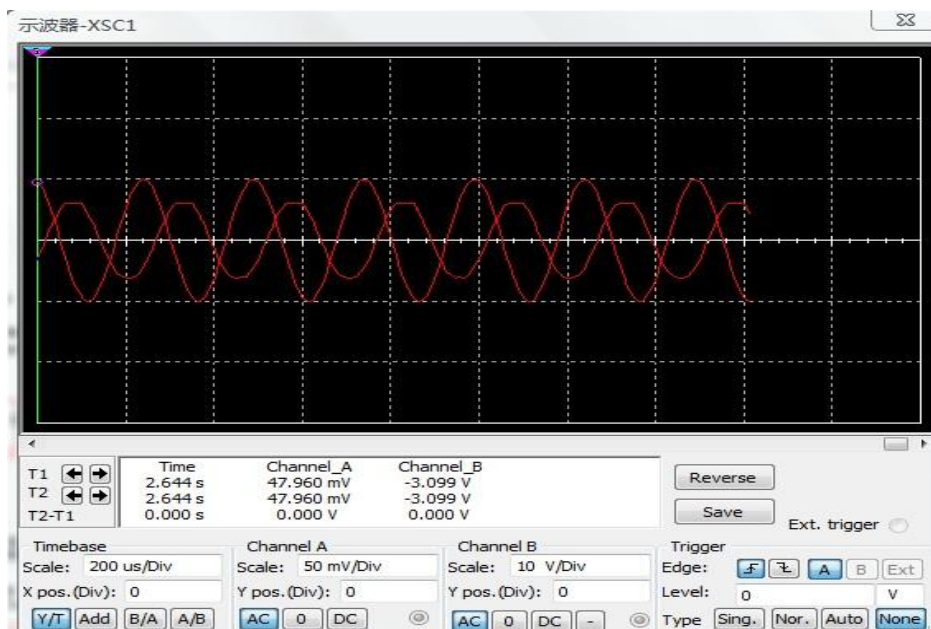 示波器-XSC1
Time Channel_A Channel_B
T1 2.644 s 47.960 mV -3.099 V
T2 2.644 s 47.960 mV -3.099 V
T2-T1 0.000 s 0.000 V 0.000 V
Reverse
Save
Ext. trigger
Timebase
Scale: 200 us/Div
X pos.(Div): 0
Y/T Add B/A A/B
Channel A
Scale: 50 mV/Div
Y pos.(Div): 0
AC 0 DC
Channel B
Scale: 10 V/Div
Y pos.(Div): 0
AC 0 DC -
Trigger
Edge: A B Ext
Level: 0 V
Type Sing. Nor. Auto None